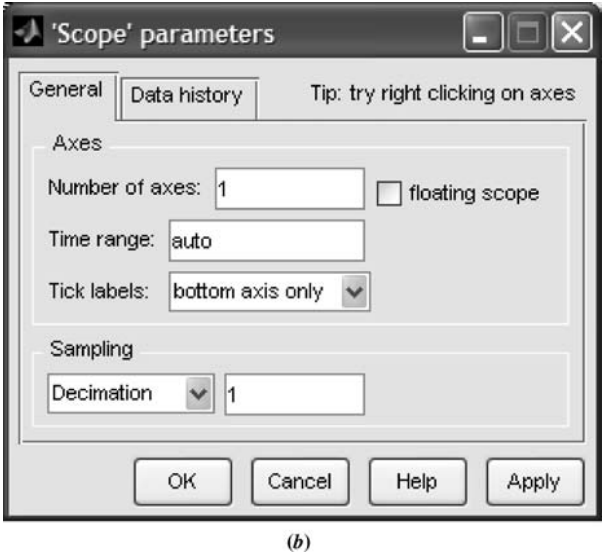 'Scope' parameters
General Data history Tip: try right clicking on axes
Axes
Number of axes: 1 floating scope
Time range: auto
Tick labels: bottom axis only
Sampling
Decimation 1
OK Cancel Help Apply
(b)